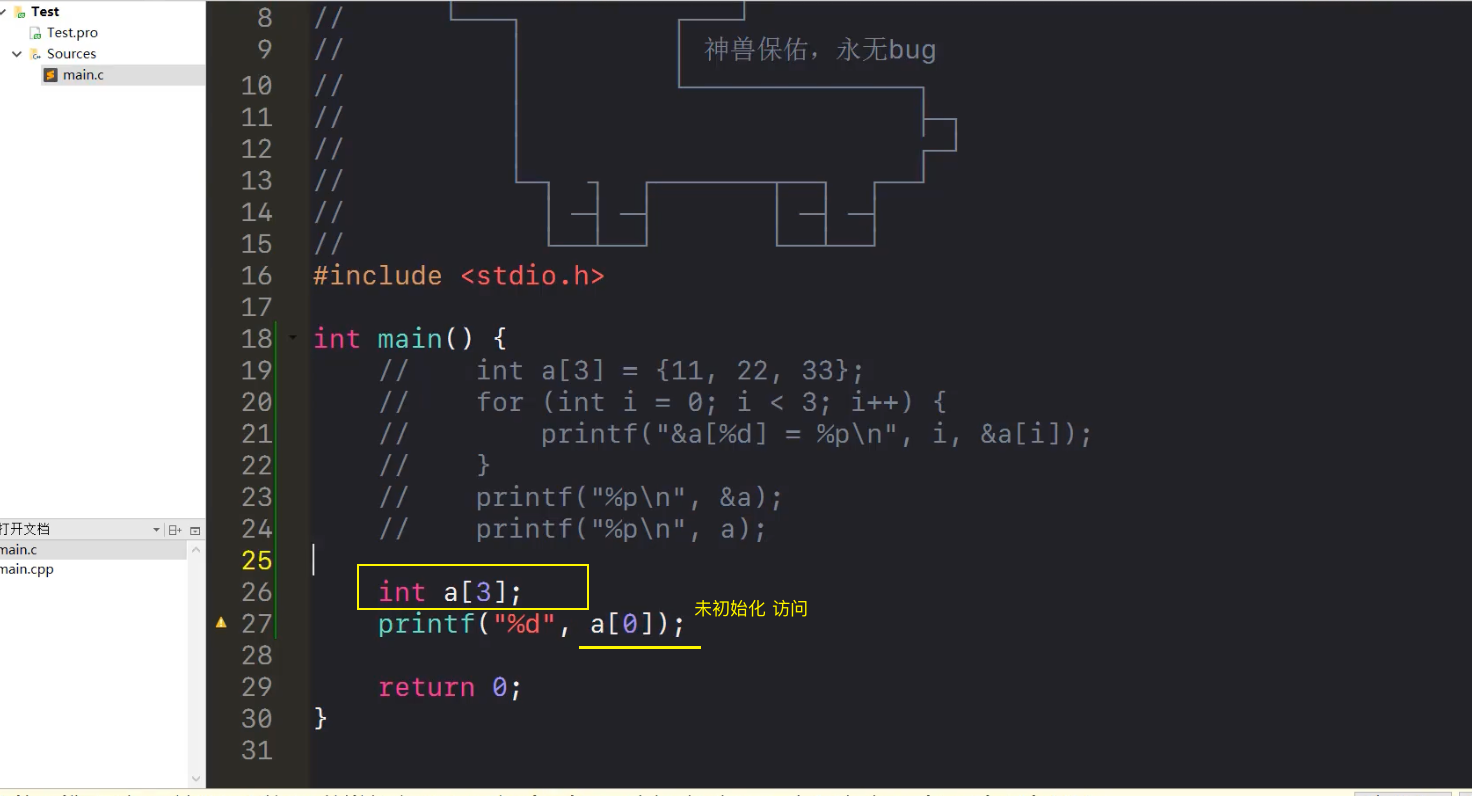 Test
Test.pro
Sources
main.c
打开文档
main.c
main.cpp
8 //
9 // 神兽保佑，永无bug
10 //
11 //
12 //
13 //
14 //
15 //
16 #include <stdio.h>
17
18 int main() {
19 // int a[3] = {11, 22, 33};
20 // for (int i = 0; i < 3; i++) {
21 // printf("&a[%d] = %p\n", i, &a[i]);
22 // }
23 // printf("%p\n", &a);
24 // printf("%p\n", a);
25
26 int a[3];
27 printf("%d", a[0]);
未初始化 访问
28
29 return 0;
30 }
31